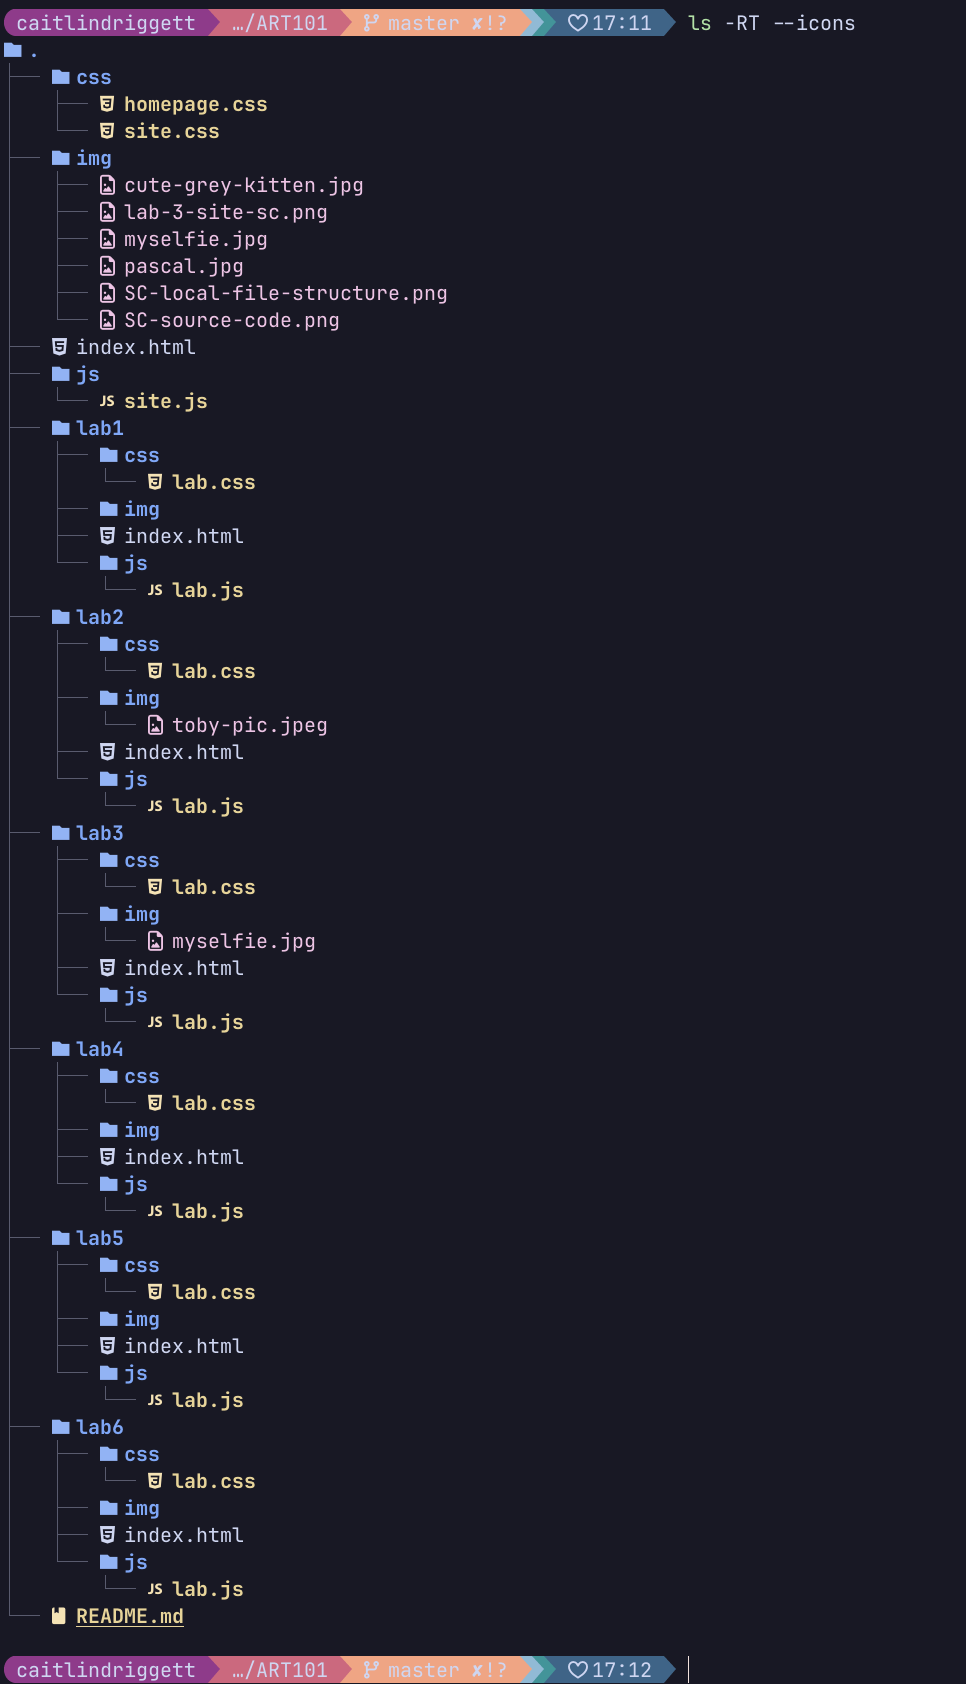 caitlindriggett …/ART101 master ✘!? ♡17:11 ls -RT --icons
.
css
homepage.css
site.css
img
cute-grey-kitten.jpg
lab-3-site-sc.png
myselfie.jpg
pascal.jpg
SC-local-file-structure.png
SC-source-code.png
index.html
js
JS site.js
lab1
css
lab.css
img
index.html
js
JS lab.js
lab2
css
lab.css
img
toby-pic.jpeg
index.html
js
JS lab.js
lab3
css
lab.css
img
myselfie.jpg
index.html
js
JS lab.js
lab4
css
lab.css
img
index.html
js
JS lab.js
lab5
css
lab.css
img
index.html
js
JS lab.js
lab6
css
lab.css
img
index.html
js
JS lab.js
README.md
caitlindriggett …/ART101 master ✘!? ♡17:12